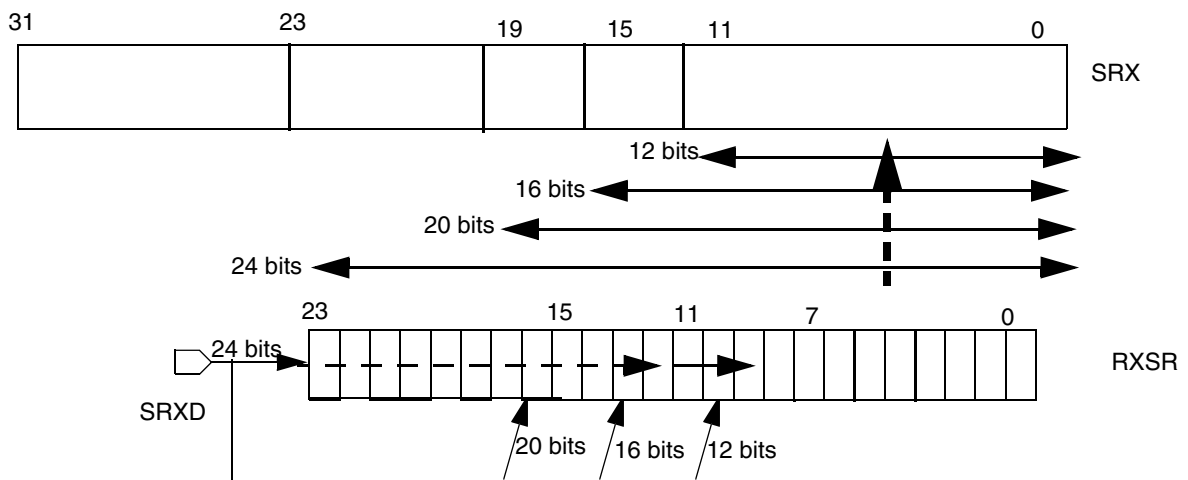 31 23 19 15 11 0
SRX
12 bits
16 bits
20 bits
24 bits
23 15 11 7 0
24 bits
RXSR
SRXD
20 bits 16 bits 12 bits